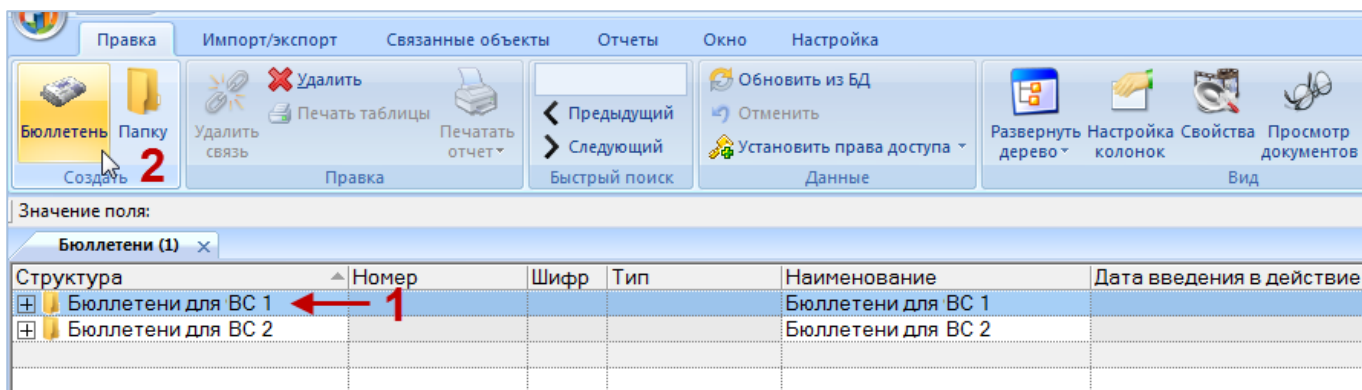 Правка Импорт/экспорт Связанные объекты Отчеты Окно Настройка
Бюллетень
Папку
2
Создать
Удалить связь
Удалить
Печать таблицы
Печатать отчет
Правка
Предыдущий
Следующий
Быстрый поиск
Обновить из БД
Отменить
Установить права доступа
Данные
Развернуть дерево
Настройка колонок
Свойства
Просмотр документов
Вид
Значение поля:
Бюллетени (1)
Структура Номер Шифр Тип Наименование Дата введения в действие
Бюллетени для ВС 1 1 Бюллетени для ВС 1
Бюллетени для ВС 2 Бюллетени для ВС 2